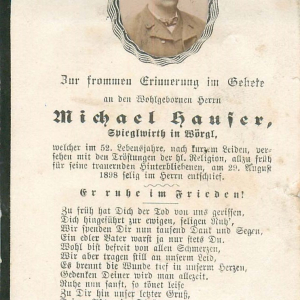 Zur frommen Erinnerung im Gebete
an den Wohlgebornen Herrn
Michael Hauser,
Spieglwirth in Wörgl,
welcher im 52. Lebensjahre, nach kurzem Leiden, ver-
sehen mit den Tröstungen der hl. Religion, allzu früh
für seine trauernden Hinterbliebenen, am 29. August
1898 selig im Herrn entschlief.
Er ruhe im Frieden!
Zu früh hat Dich der Tod von uns gerissen,
Dich hingeführt zur ewigen, seligen Ruh',
Wir spenden Dir nun tausend Dank und Segen,
Ein edler Vater warst ja nur stets Du.
Wohl bist befreit von allen Schmerzen,
Wir aber tragen still an unserm Leid,
Es brennt die Wunde tief in unserm Herzen,
Gedenken Deiner wird man allezeit.
Ruhe nun sanft, so tönet leise
Zu Dir hin unser letzter Gruß,